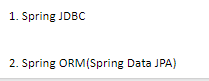 1. Spring JDBC
2. Spring ORM(Spring Data JPA)